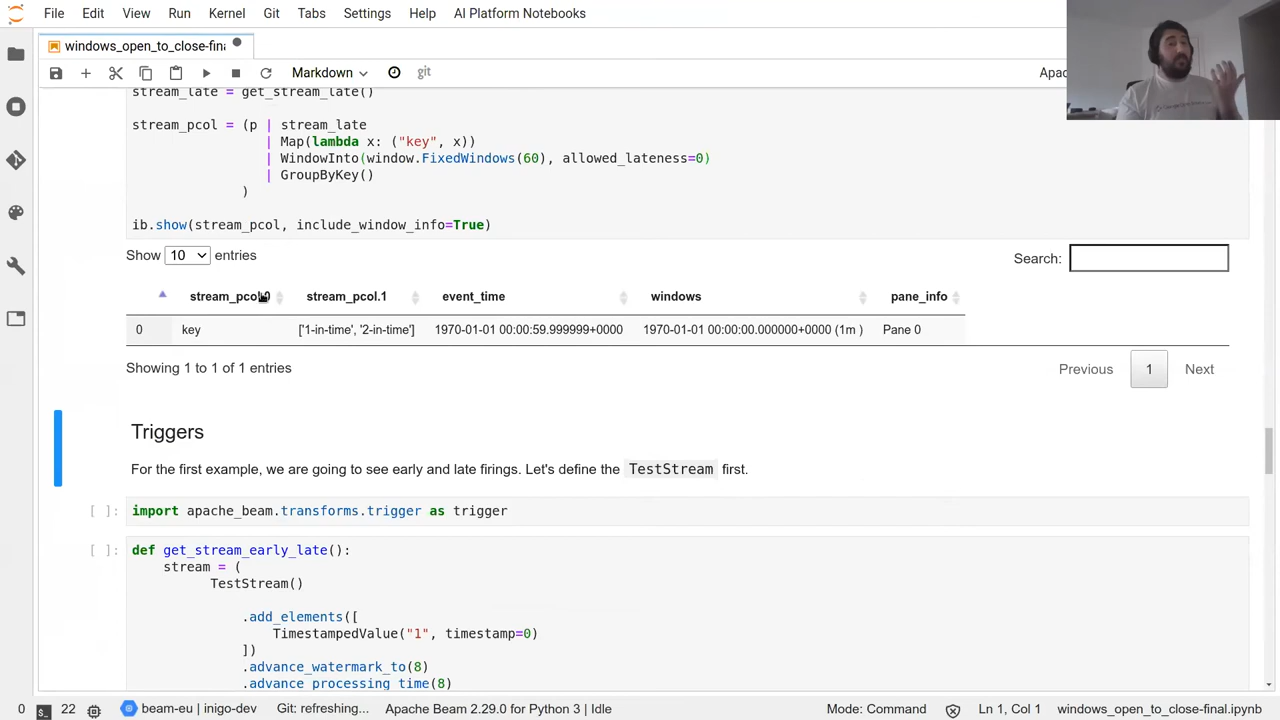 File Edit View Run Kernel Git Tabs Settings Help AI Platform Notebooks
windows_open_to_close-fina
Markdown git Apac
stream_late = get_stream_late()
stream_pcol = (p | stream_late
| Map(lambda x: ("key", x))
| WindowInto(window.FixedWindows(60), allowed_lateness=0)
| GroupByKey()
)
ib.show(stream_pcol, include_window_info=True)
Show 10 entries Search:
stream_pcol.0 stream_pcol.1 event_time windows pane_info
0 key ['1-in-time', '2-in-time'] 1970-01-01 00:00:59.999999+0000 1970-01-01 00:00:00.000000+0000 (1m ) Pane 0
Showing 1 to 1 of 1 entries Previous 1 Next
Triggers
For the first example, we are going to see early and late firings. Let's define the TestStream first.
[ ]: import apache_beam.transforms.trigger as trigger
[ ]: def get_stream_early_late():
stream = (
TestStream()
.add_elements([
TimestampedValue("1", timestamp=0)
])
.advance_watermark_to(8)
.advance_processing_time(8)
0 22 beam-eu | inigo-dev Git: refreshing... Apache Beam 2.29.0 for Python 3 | Idle Mode: Command Ln 1, Col 1 windows_open_to_close-final.ipynb